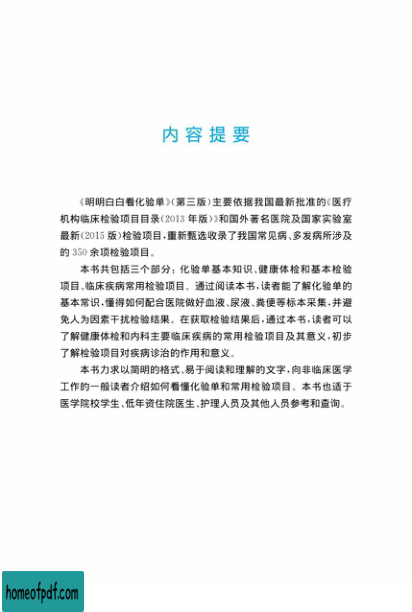 内容提要
《明明白白看化验单》(第三版)主要依据我国最新批准的《医疗
机构临床检验项目目录(2013 年版)》和国外著名医院及国家实验室
最新(2015 版)检验项目,重新甄选收录了我国常见病、多发病所涉及
的 350 余项检验项目。
本书共包括三个部分:化验单基本知识、健康体检和基本检验
项目、临床疾病常用检验项目。通过阅读本书,读者能了解化验单的
基本常识,懂得如何配合医院做好血液、尿液、粪便等标本采集,并避
免人为因素干扰检验结果。在获取检验结果后,通过本书,读者可以
了解健康体检和内科主要临床疾病的常用检验项目及其意义,初步
了解检验项目对疾病诊治的作用和意义。
本书力求以简明的格式、易于阅读和理解的文字,向非临床医学
工作的一般读者介绍如何看懂化验单和常用检验项目。本书也适于
医学院校学生、低年资住院医生、护理人员及其他人员参考和查询。
homeofpdf.com